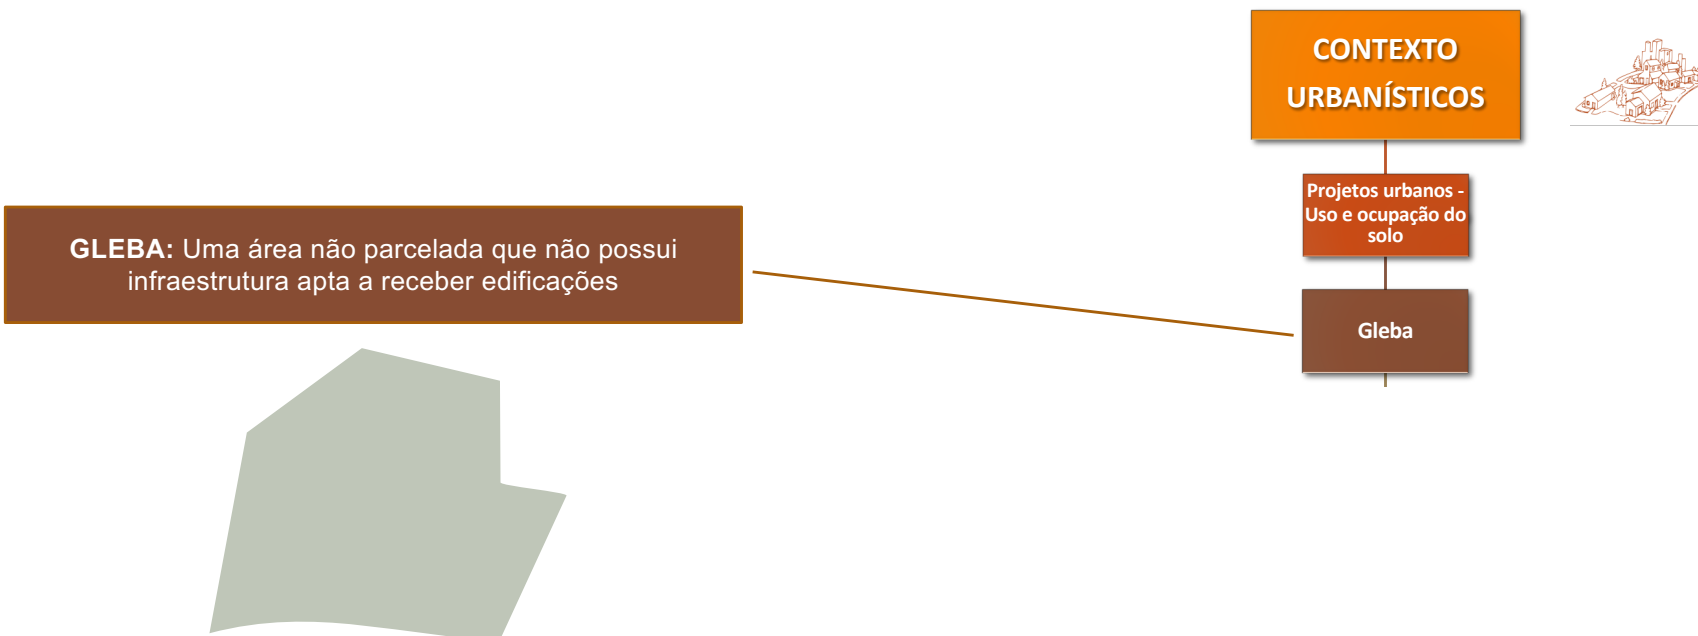 CONTEXTO
URBANÍSTICOS
Projetos urbanos -
Uso e ocupação do
solo
GLEBA: Uma área não parcelada que não possui
infraestrutura apta a receber edificações
Gleba